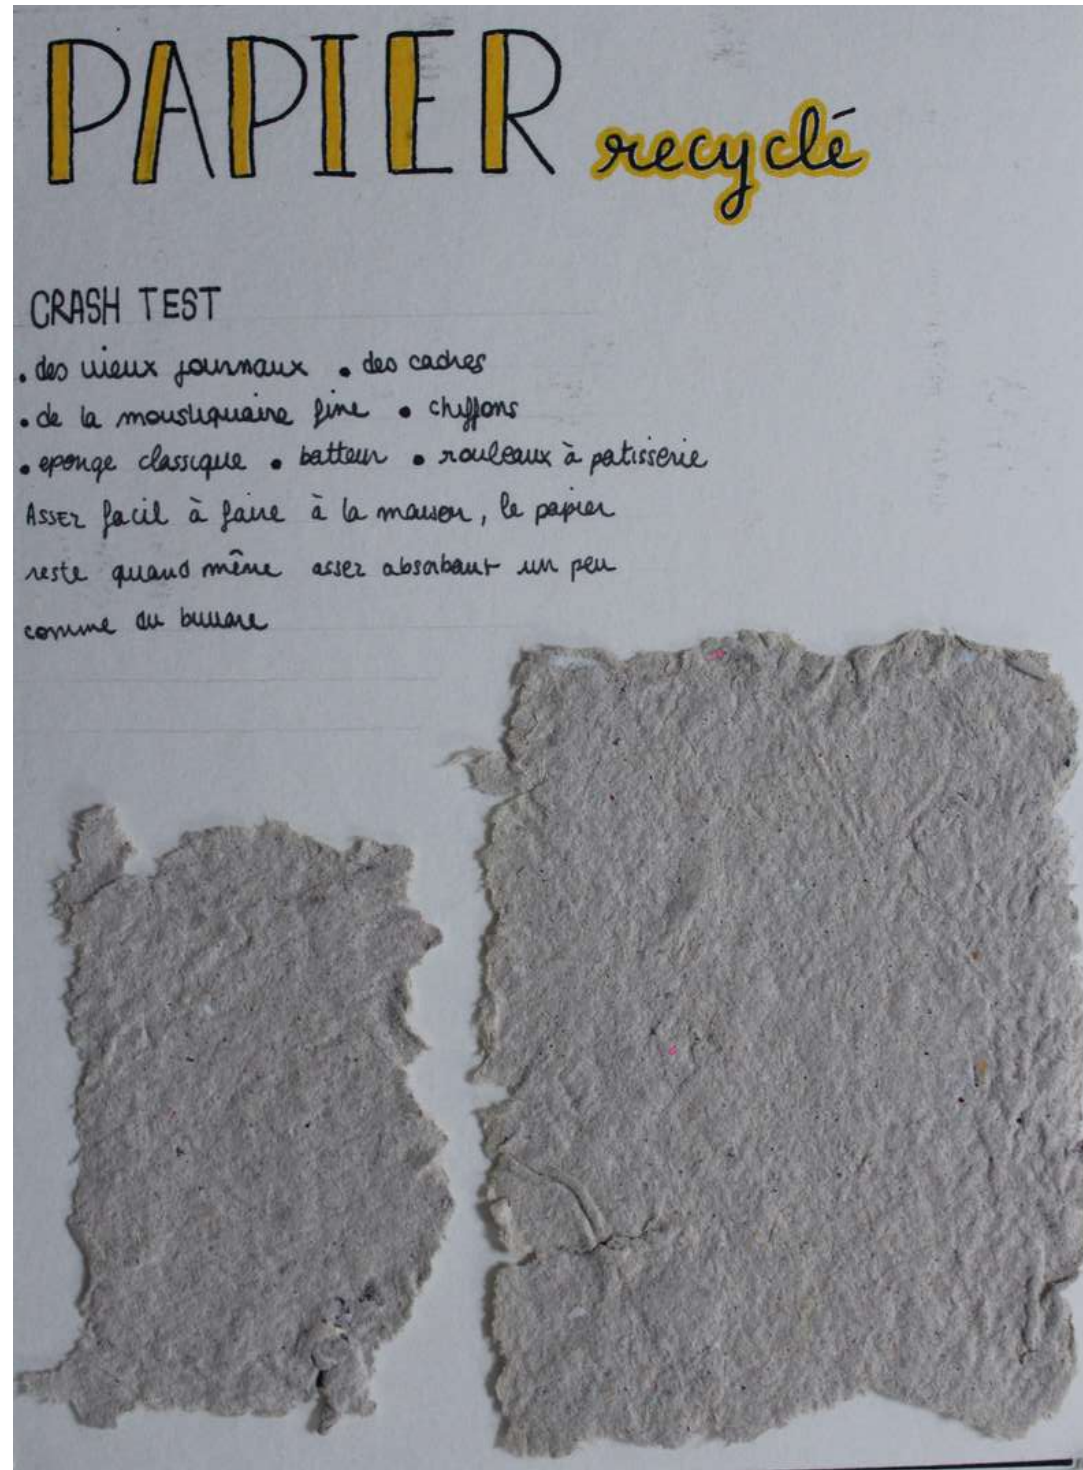 PAPIER recyclé
CRASH TEST
. des vieux journaux . des cadres
. de la moustiquaire fine . chiffons
. eponge classique . batteur . rouleaux à patisserie
Assez facil à faire à la maison, le papier
reste quand même assez absorbant un peu
comme du buvare